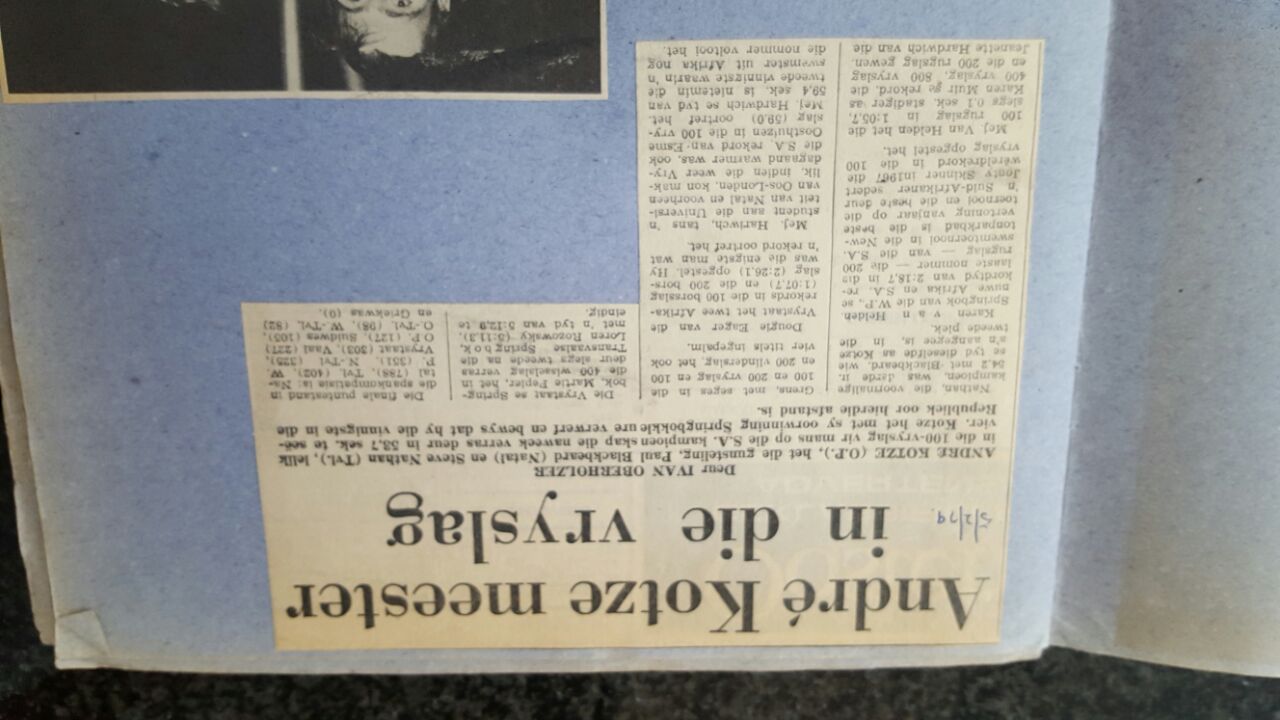 André Kotze meester
in die vryslag
5/2/79.
Deur IVAN OBERHOLZER
ANDRE KOTZE (O.P.), het die gunsteling, Paul Blackbeard (Natal) en Steve Nathan (Tvl.), lelik
in die 100-vryslag vir mans op die S.A. kampioenskap die naweek verras deur in 53,7 sek. te seë-
vier. Kotze het met sy oorwinning Springbokkleure verwerf en bewys dat hy die vinnigste in die
Republiek oor hierdie afstand is.
Nathan, die voormalige
kampioen, was derde in
54,2 met Blackbeard, wie
se tyd dieselfde as Kotze
s'n aangegee is, in die
tweede plek.
Karen van Helden,
Springbok van die W.P., se
nuwe Afrika en S.A. re-
kordtyd van 2:18,7 in die
laaste nommer — die 200
rugslag — van die S.A.
swemtoernooi in die New-
tonparkbad is die beste
vertoning vanjaar op die
toernooi en die beste deur
'n Suid-Afrikaner sedert
Jonty Skinner in1967 die
wêreldrekord in die 100
vryslag opgestel het.
Mej. Van Helden het die
100 rugslag in 1:05,7,
slegs 0,1 sek. stadiger as
Karen Muir se rekord, die
400 vryslag, 800 vryslag
en die 200 rugslag gewen.
Jeanette Hardwich van die
Grens, met seges in die
100 en 200 vryslag en 100
en 200 vlinderslag, het ook
vier titels ingepalm.
Dougie Eager van die
Vrystaat het twee Afrika
rekords in die 100 borsslag
(1:07,7) en die 200 bors-
slag (2:26,1) opgestel. Hy
was die enigste man wat
'n rekord oortref het.
Mej. Hariwch, tans 'n
student aan die Universi-
teit van Natal en voorheen
van Oos-Londen, kon mak-
lik, indien die weer Vry-
dagaand warmer was, ook
die S.A. rekord van Esme
Oosthuizen in die 100 vry-
slag (59,0) oortref het.
Mej. Hardwich se tyd van
59,4 sek. is nietemin die
tweede vinnigste waarin 'n
swemster uit Afrika nog
die nommer voltooi het.
Die Vrystaat se Spring-
bok, Martie Pepler, het in
die 400 wisselslag verras
deur slegs tweede na die
Transvaalse Springbok,
Loren Rozowsky (5:11,3),
met 'n tyd van 5:12,9 te
eindig.
Die finale puntestand in
die spankompetisie is: Na-
tal (788), Tvl. (402), W.
P. (351), N.-Tvl. (325),
Vrystaat (303), Vaal (227)
O.P. (127), Suidwes (105),
O.-Tvl. (98), W.-Tvl. (82)
en Griekwas (0).